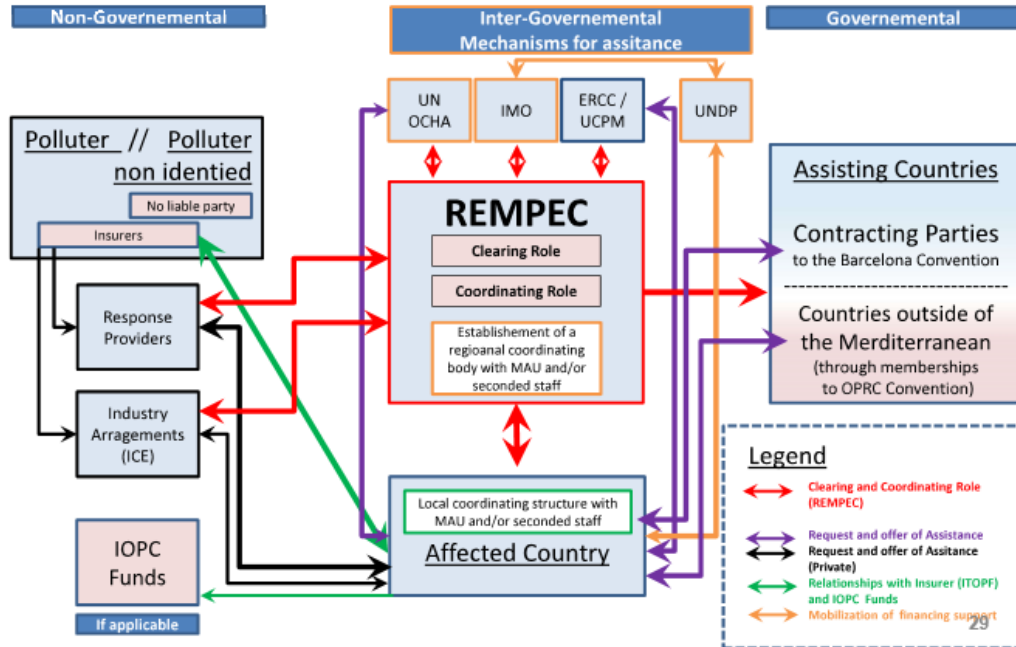 Non-Governemental
Inter-Governemental
Mechanisms for assitance
Governemental
UN
OCHA
IMO
ERCC /
UCPM
UNDP
Polluter // Polluter
non identied
No liable party
Insurers
Response
Providers
Industry
Arragements
(ICE)
IOPC
Funds
If applicable
REMPEC
Clearing Role
Coordinating Role
Establishement of a
regioanal coordinating
body with MAU and/or
seconded staff
Local coordinating structure with
MAU and/or seconded staff
Affected Country
Assisting Countries
Contracting Parties
to the Barcelona Convention
Countries outside of
the Merditerranean
(through memberships
to OPRC Convention)
Legend
Clearing and Coordinating Role
(REMPEC)
Request and offer of Assistance
Request and offer of Assitance
(Private)
Relationships with Insurer (ITOPF)
and IOPC Funds
Mobilization of financing support
29